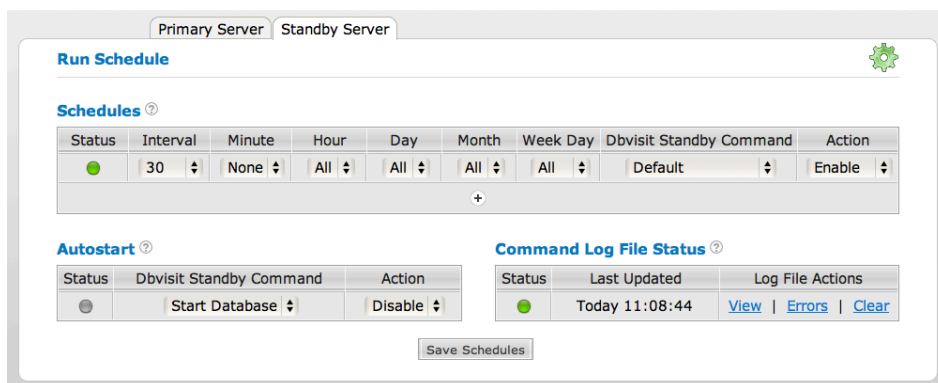 Primary Server Standby Server
Run Schedule
Schedules ?
Status Interval Minute Hour Day Month Week Day Dbvisit Standby Command Action
30 None All All All All Default Enable
+
Autostart ?
Status Dbvisit Standby Command Action
Start Database Disable
Command Log File Status ?
Status Last Updated Log File Actions
Today 11:08:44 View | Errors | Clear
Save Schedules